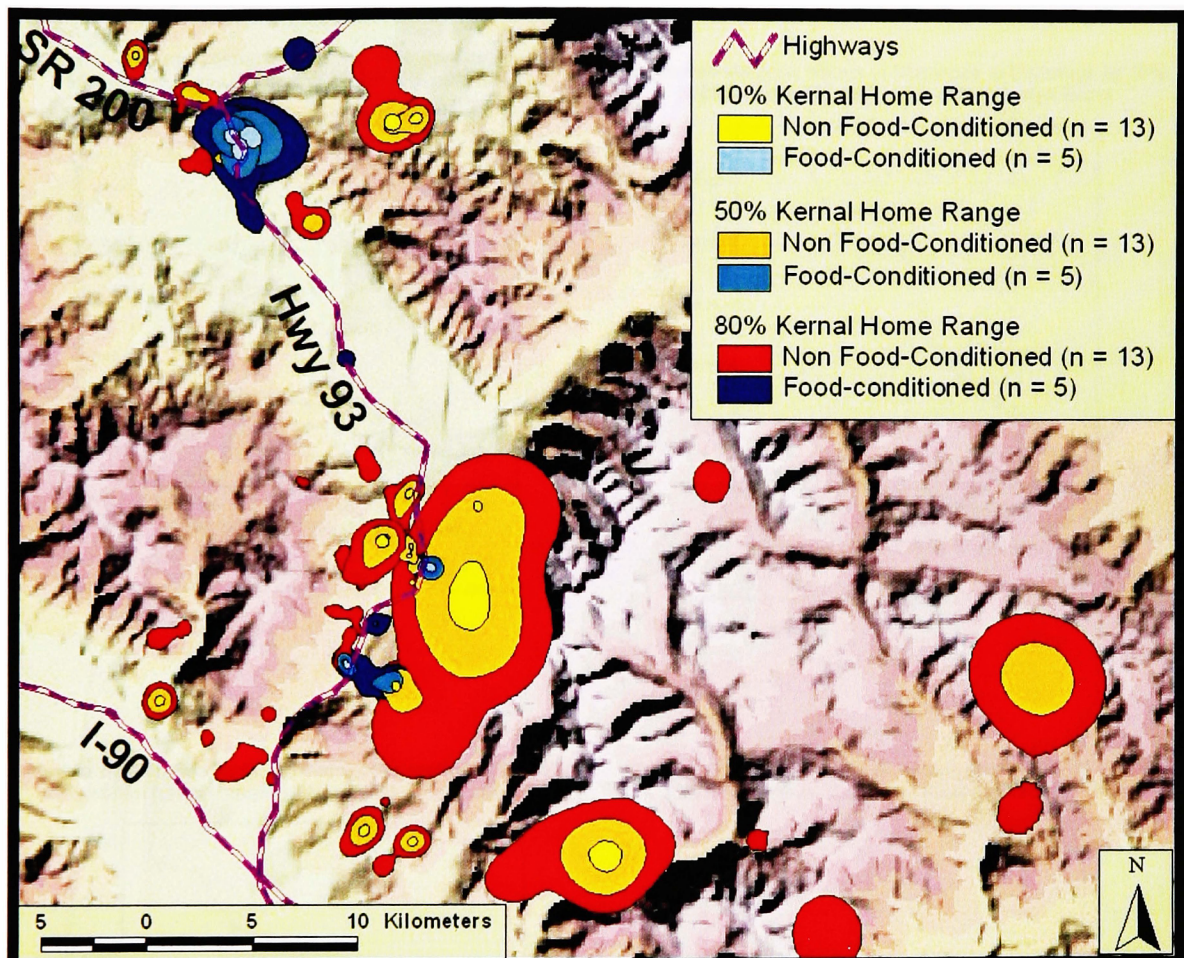 SR 200
Hwy 93
I-90
Highways
10% Kernal Home Range
Non Food-Conditioned (n = 13)
Food-Conditioned (n = 5)
50% Kernal Home Range
Non Food-Conditioned (n = 13)
Food-Conditioned (n = 5)
80% Kernal Home Range
Non Food-Conditioned (n = 13)
Food-conditioned (n = 5)
5 0 5 10 Kilometers
N